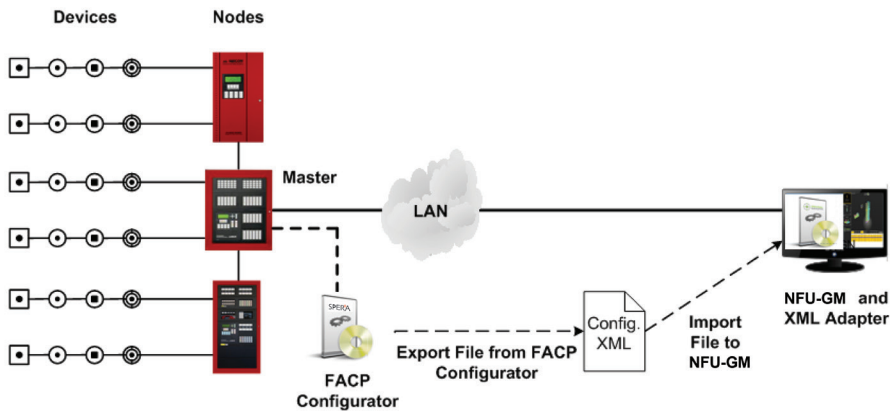 Devices
Nodes
Master
LAN
NFU-GM and
XML Adapter
Config.
XML
Import
File to
NFU-GM
Export File from FACP
Configurator
FACP
Configurator